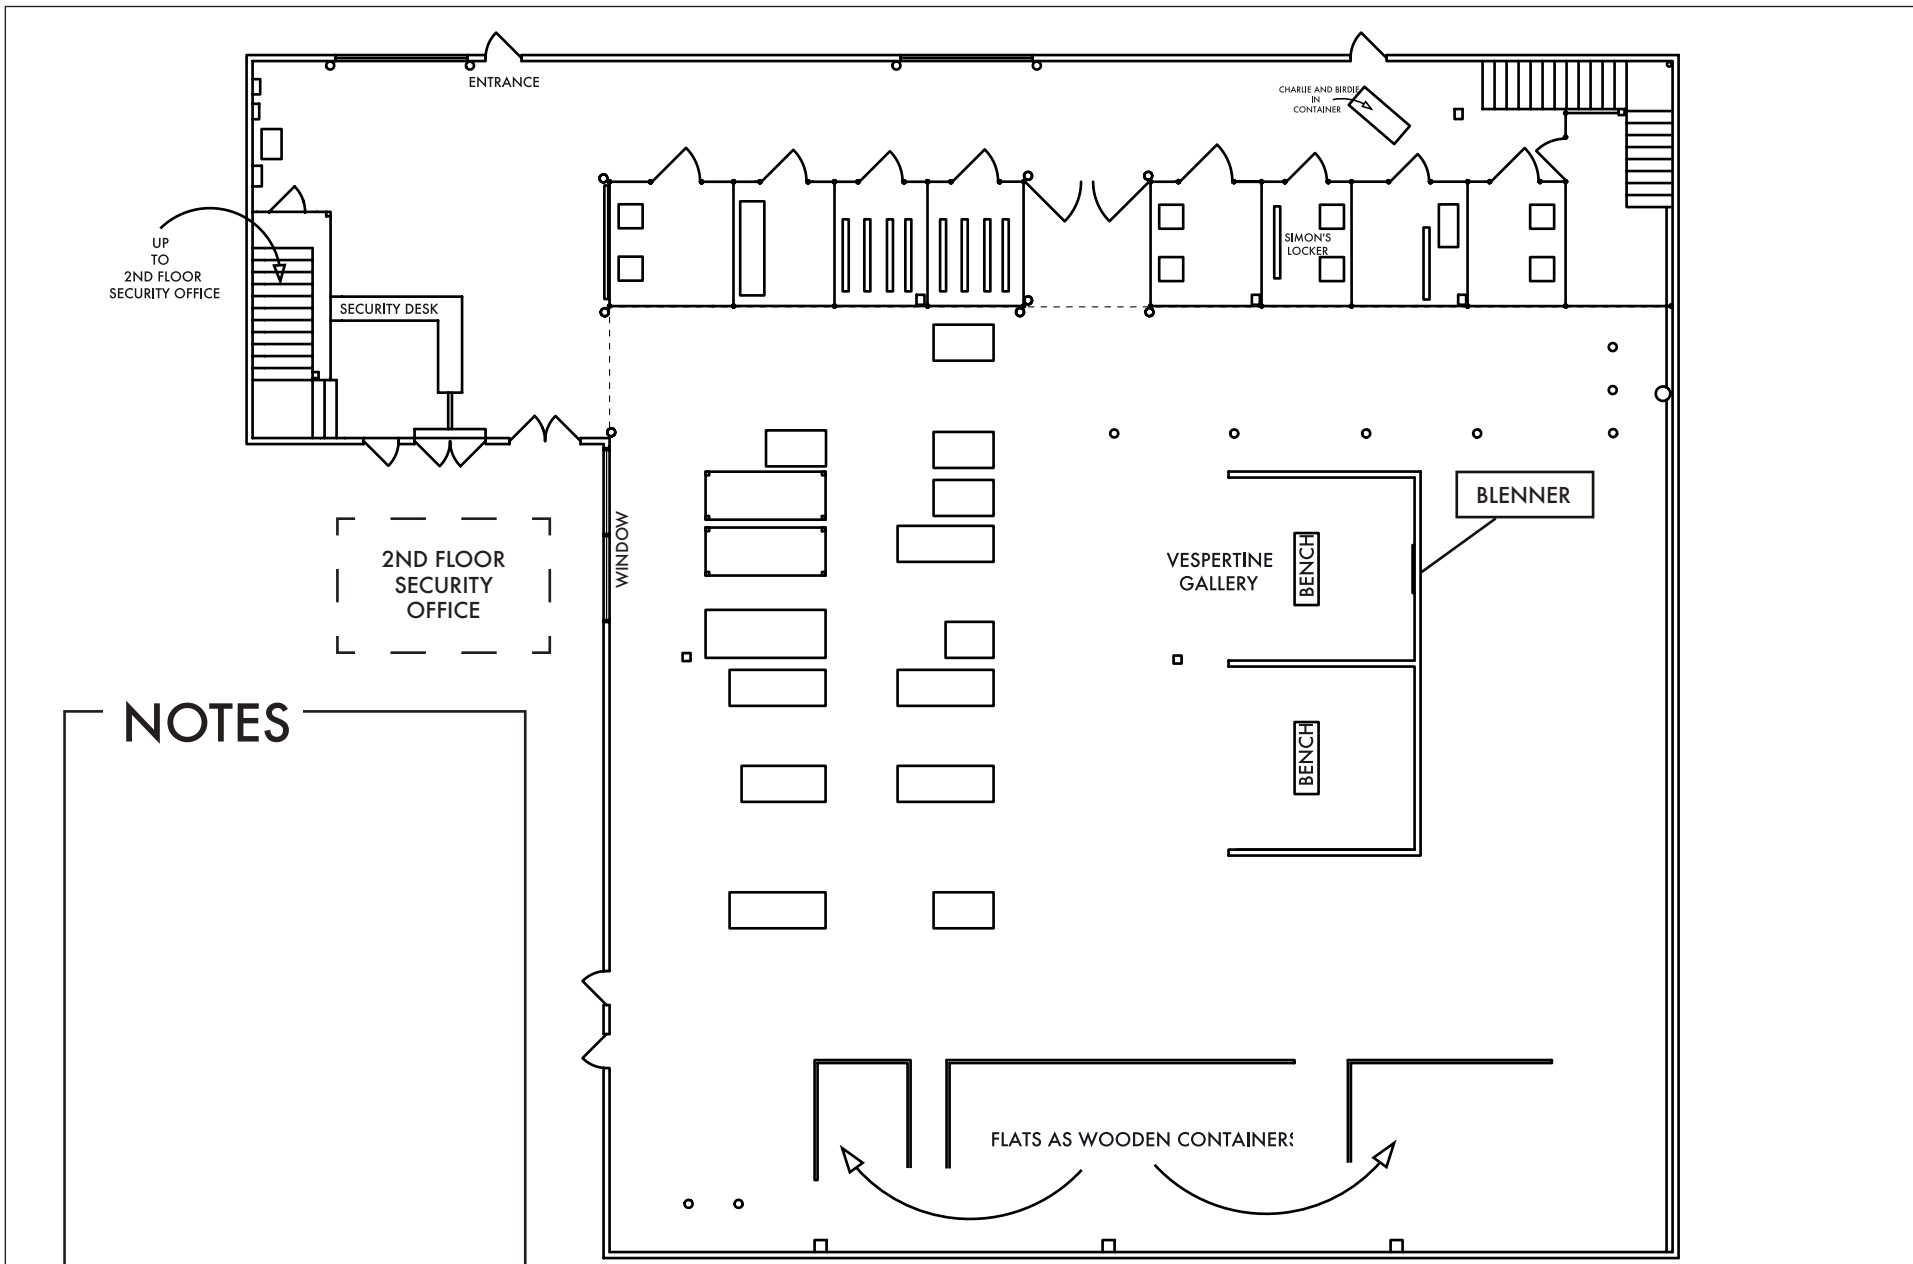 ENTRANCE
CHARLIE AND BIRDIE
IN
CONTAINER
UP
TO
2ND FLOOR
SECURITY OFFICE
SIMON'S
LOCKER
SECURITY DESK
BLENNER
WINDOW
2ND FLOOR
SECURITY
OFFICE
VESPERTINE
GALLERY
BENCH
NOTES
BENCH
FLATS AS WOODEN CONTAINERS